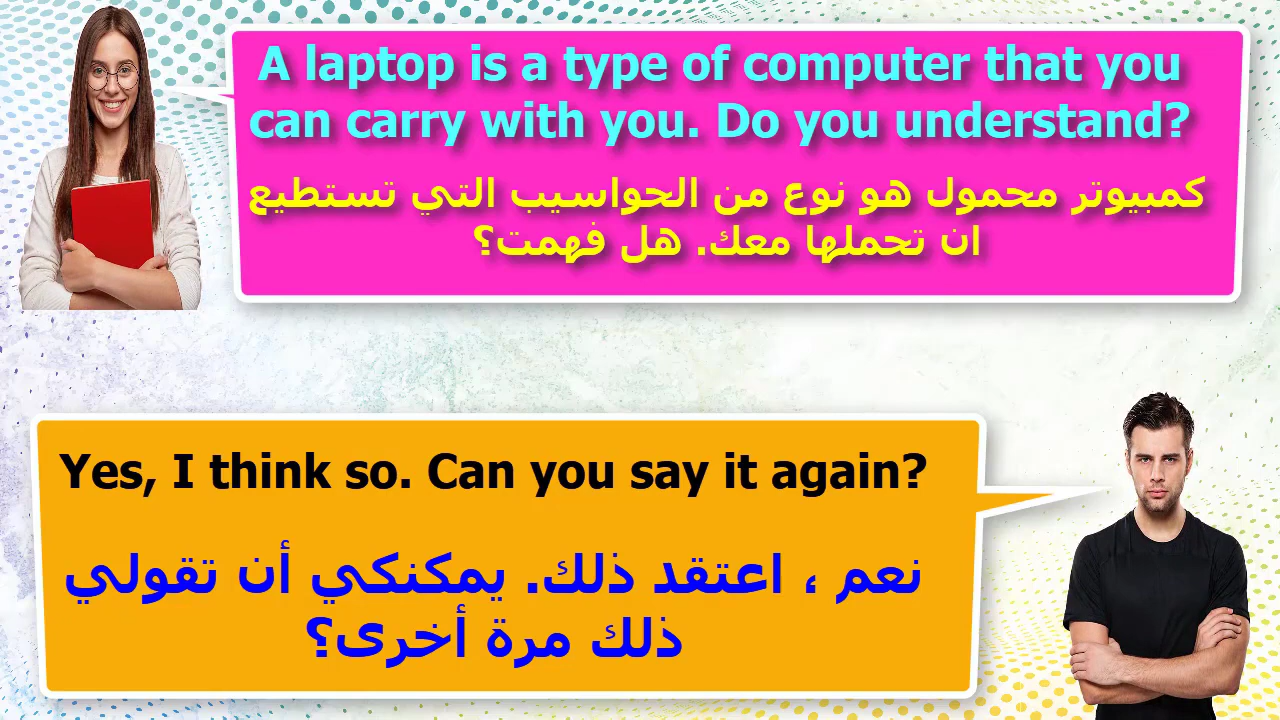 A laptop is a type of computer that you
can carry with you. Do you understand?
كمبيوتر محمول هو نوع من الحواسيب التي تستطيع
ان تحملها معك. هل فهمت؟
Yes, I think so. Can you say it again?
نعم ، اعتقد ذلك. يمكنكي أن تقولي
ذلك مرة أخرى؟